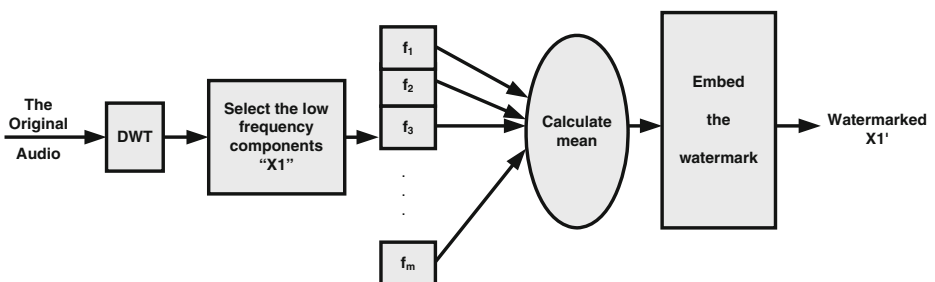 The
Original
Audio
DWT
Select the low
frequency
components
“X1”
f1
f2
f3
.
.
.
fm
Calculate
mean
Embed
the
watermark
Watermarked
X1'